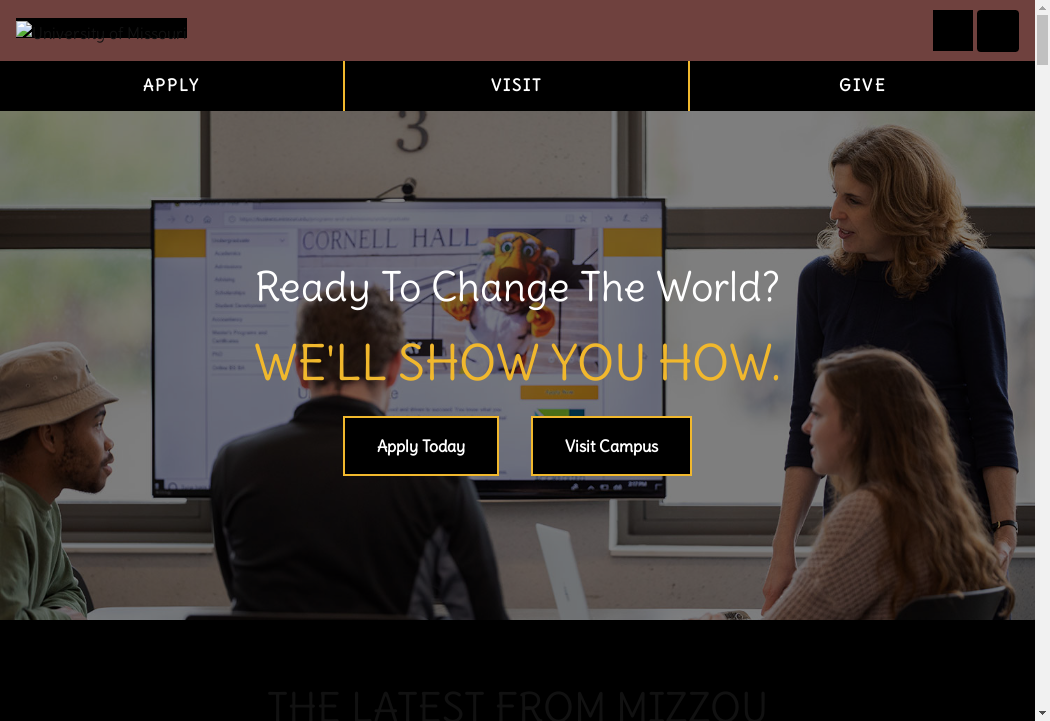 University of Missouri
APPLY
VISIT
GIVE
3
CORNELL HALL
Ready To Change The World?
WE'LL SHOW YOU HOW.
Apply Today
Visit Campus
THE LATEST FROM MIZZOU